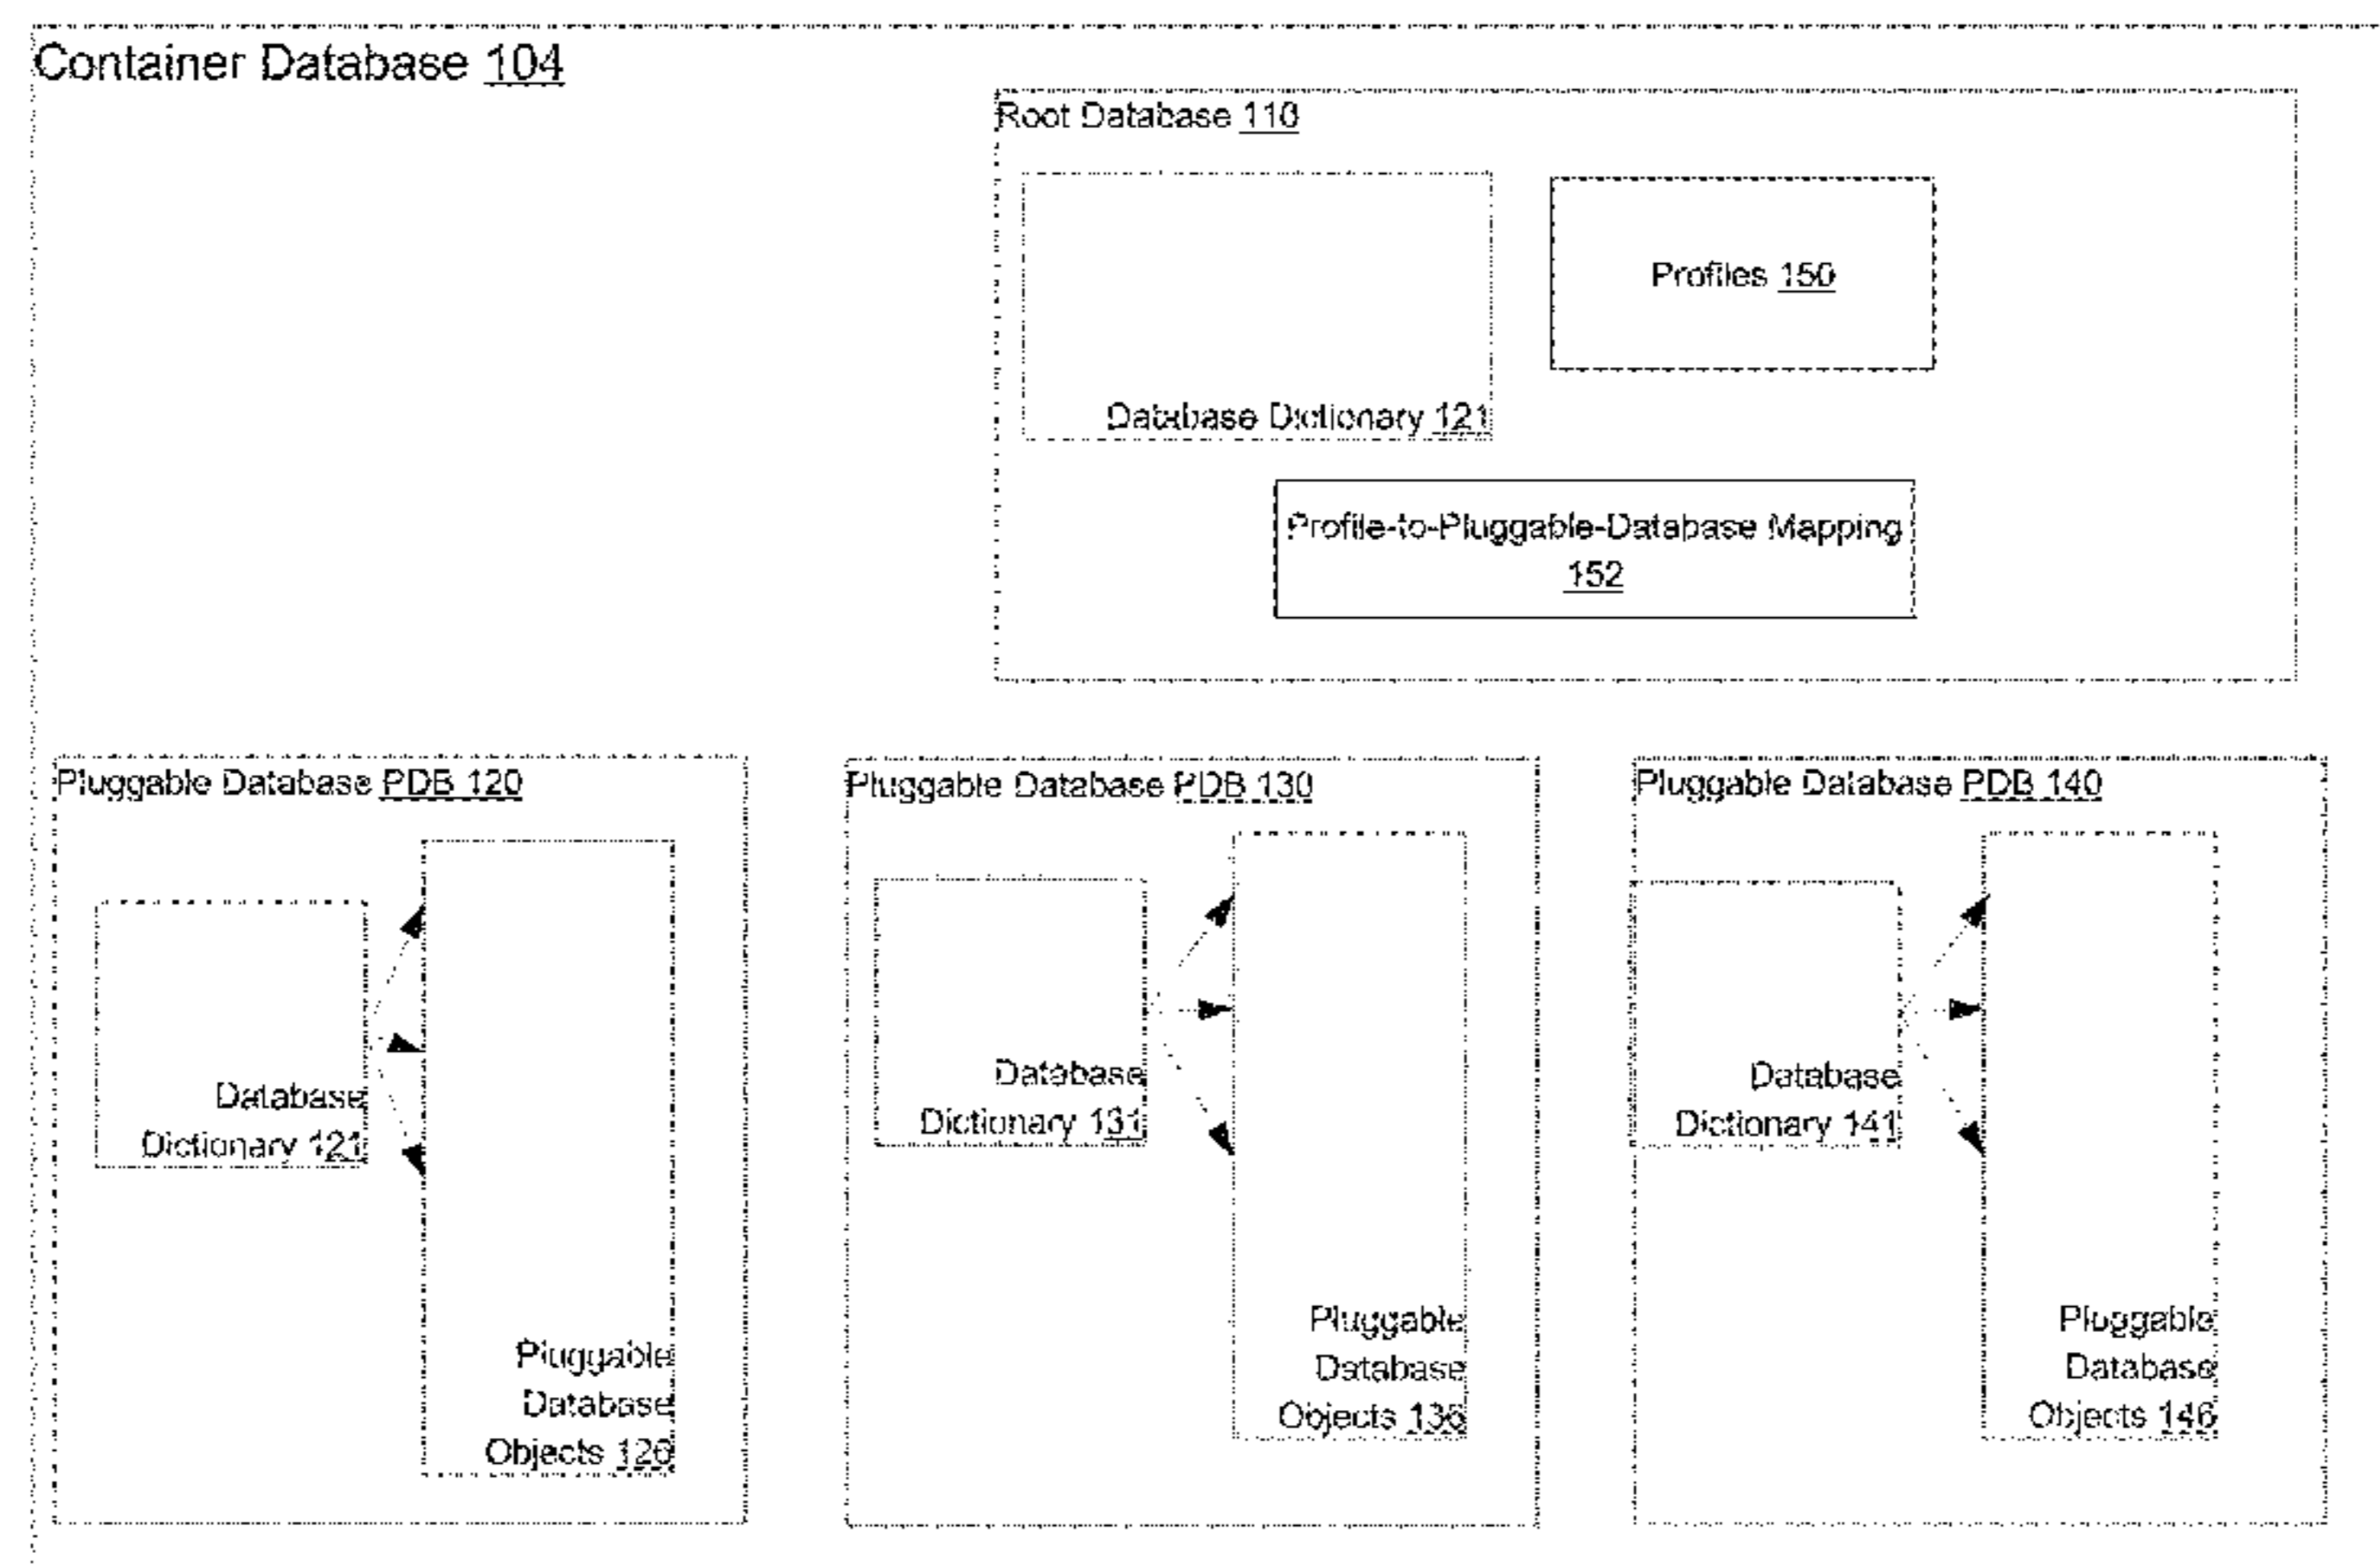 Container Database 104
Root Database 110
Profiles 150
Database Dictionary 121
Profile-to-Pluggable-Database Mapping
152
Pluggable Database PDB 120
Pluggable Database PDB 130
Pluggable Database PDB 140
Database
Dictionary 121
Pluggable
Database
Objects 126
Database
Dictionary 131
Pluggable
Database
Objects 136
Database
Dictionary 141
Pluggable
Database
Objects 146